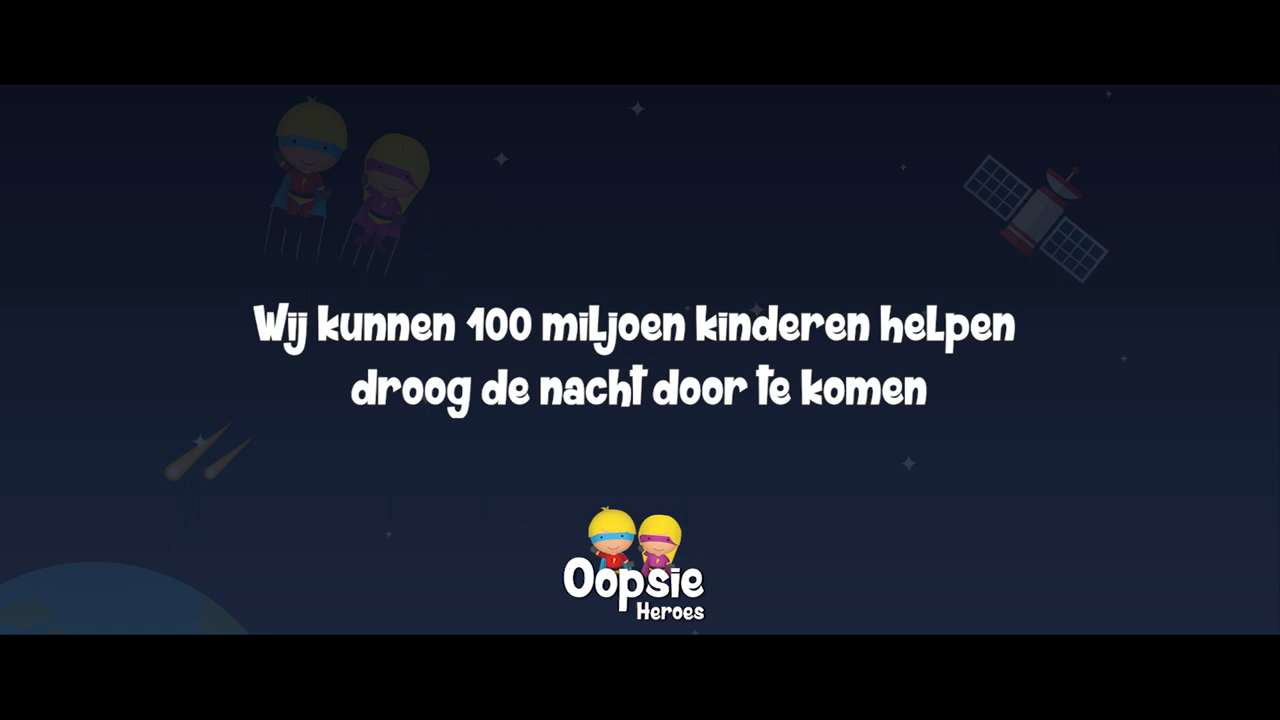 Wij kunnen 100 miljoen kinderen helpen
droog de nacht door te komen
Oopsie
Heroes